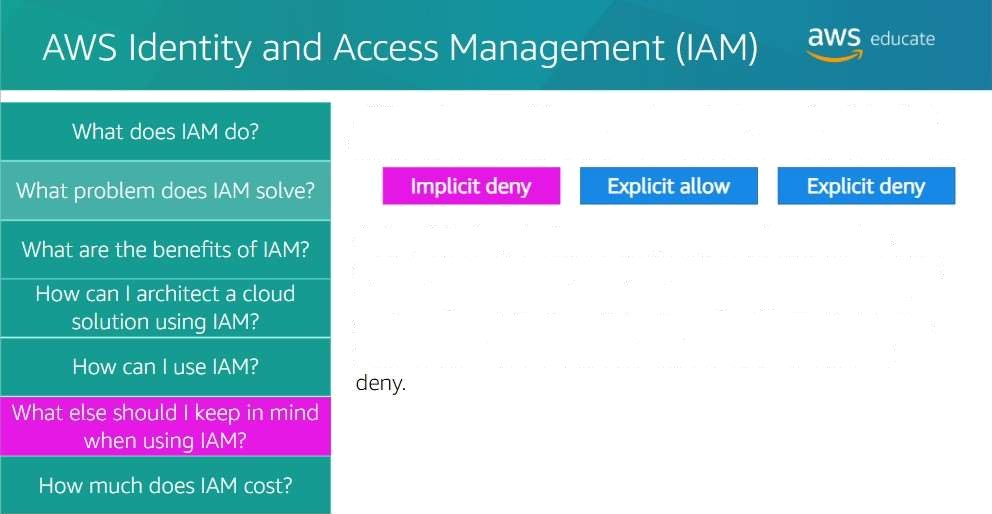 AWS Identity and Access Management (IAM)
aws educate
What does IAM do?
What problem does IAM solve?
What are the benefits of IAM?
How can I architect a cloud
solution using IAM?
How can I use IAM?
What else should I keep in mind
when using IAM?
How much does IAM cost?
Implicit deny
Explicit allow
Explicit deny
deny.